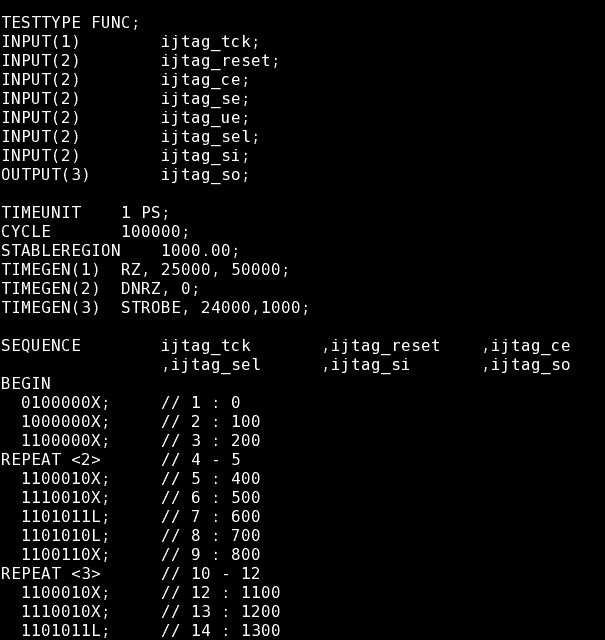 TESTTYPE FUNC;
INPUT(1)        ijtag_tck;
INPUT(2)        ijtag_reset;
INPUT(2)        ijtag_ce;
INPUT(2)        ijtag_se;
INPUT(2)        ijtag_ue;
INPUT(2)        ijtag_sel;
INPUT(2)        ijtag_si;
OUTPUT(3)       ijtag_so;

TIMEUNIT    1 PS;
CYCLE       100000;
STABLEREGION    1000.00;
TIMEGEN(1)  RZ, 25000, 50000;
TIMEGEN(2)  DNRZ, 0;
TIMEGEN(3)  STROBE, 24000,1000;

SEQUENCE        ijtag_tck       ,ijtag_reset    ,ijtag_ce
                ,ijtag_sel      ,ijtag_si       ,ijtag_so
BEGIN
  0100000X;     // 1 : 0
  1000000X;     // 2 : 100
  1100000X;     // 3 : 200
REPEAT <2>      // 4 - 5
  1100010X;     // 5 : 400
  1110010X;     // 6 : 500
  1101011L;     // 7 : 600
  1101010L;     // 8 : 700
  1100110X;     // 9 : 800
REPEAT <3>      // 10 - 12
  1100010X;     // 12 : 1100
  1110010X;     // 13 : 1200
  1101011L;     // 14 : 1300